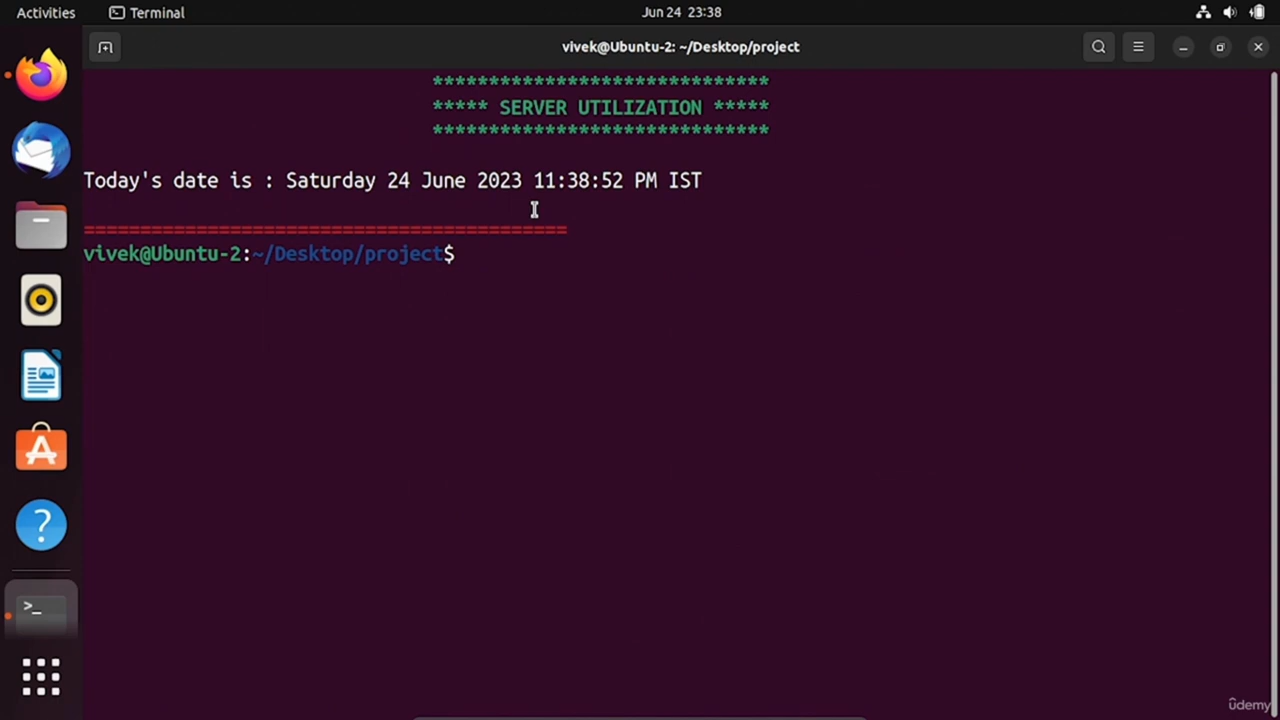 Activities Terminal Jun 24 23:38
vivek@Ubuntu-2: ~/Desktop/project
******************************
***** SERVER UTILIZATION *****
******************************
Today's date is : Saturday 24 June 2023 11:38:52 PM IST
===========================================
vivek@Ubuntu-2:~/Desktop/project$
>_
?
A
udemy